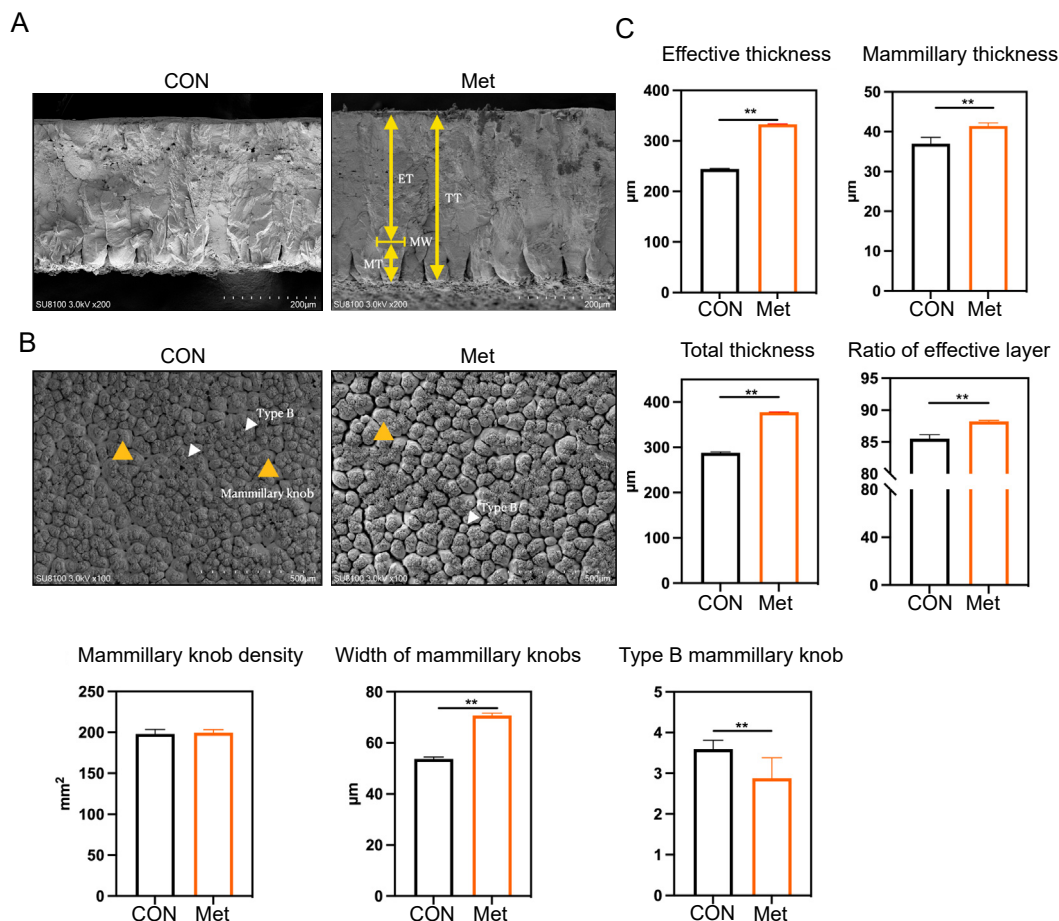 A
CON
Met
ET
TT
MW
MT
SU8100 3.0kV x200
200µm
SU8100 3.0kV x200
200µm
B
CON
Met
Type B
Mammillary knob
SU8100 3.0kV x100
500µm
Type B
SU8100 3.0kV x100
500µm
C
Effective thickness
400
300
200
100
0
µm
**
CON
Met
Mammillary thickness
50
40
30
20
10
0
µm
**
CON
Met
Total thickness
400
300
200
100
0
µm
**
CON
Met
Ratio of effective layer
95
90
85
80
80
0
**
CON
Met
Mammillary knob density
250
200
150
100
50
0
mm²
CON
Met
Width of mammillary knobs
80
60
40
20
0
µm
**
CON
Met
Type B mammillary knob
5
4
3
2
1
0
**
CON
Met